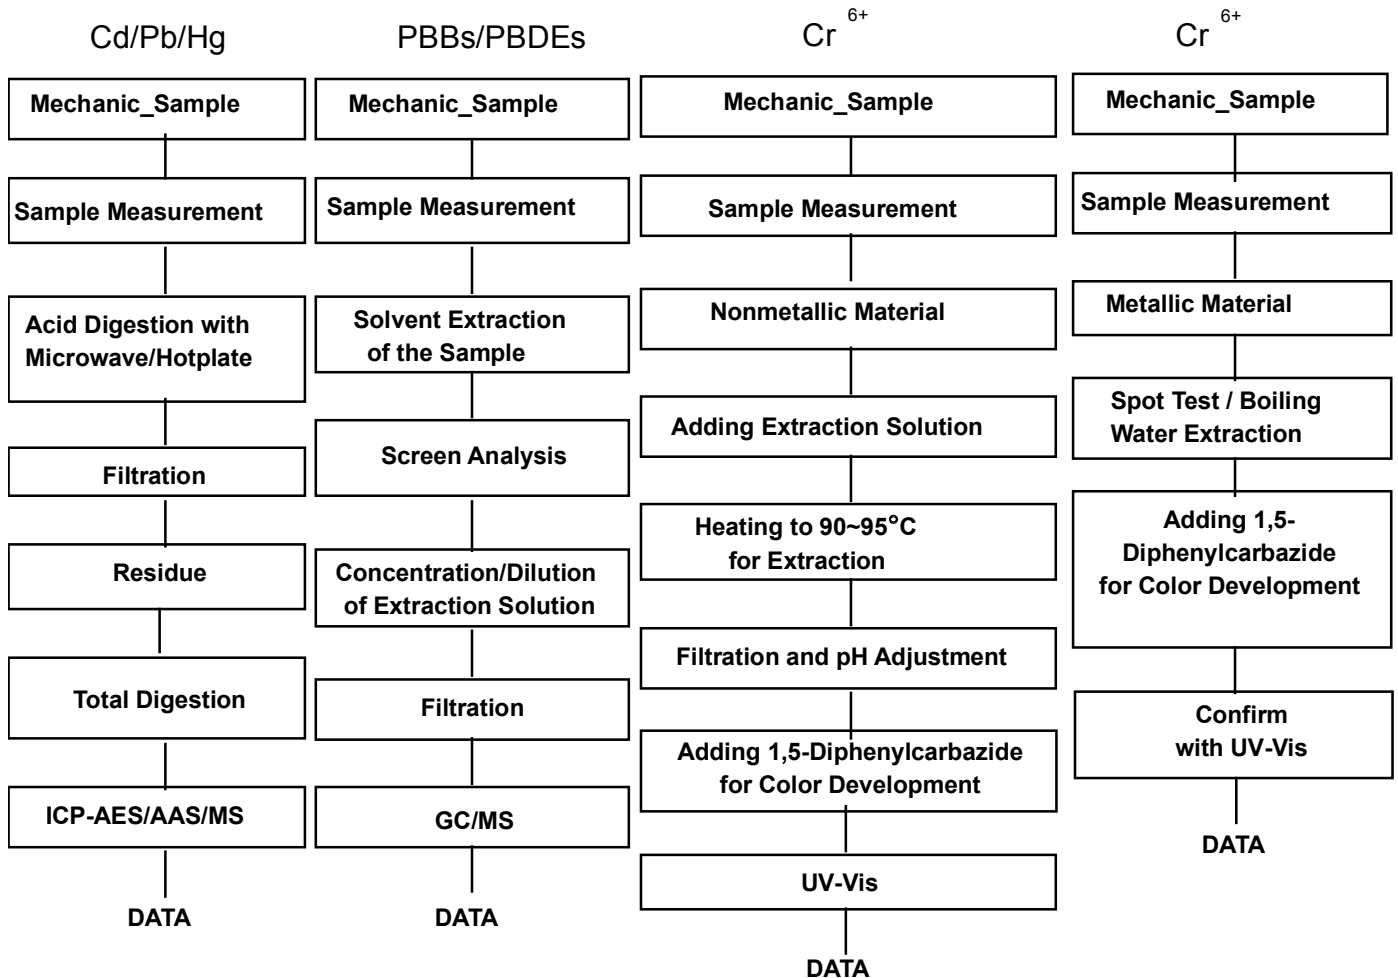 Cd/Pb/Hg
Mechanic_Sample
Sample Measurement
Acid Digestion with
Microwave/Hotplate
Filtration
Residue
Total Digestion
ICP-AES/AAS/MS
DATA
PBBs/PBDEs
Mechanic_Sample
Sample Measurement
Solvent Extraction
of the Sample
Screen Analysis
Concentration/Dilution
of Extraction Solution
Filtration
GC/MS
DATA
Cr 6+
Mechanic_Sample
Sample Measurement
Nonmetallic Material
Adding Extraction Solution
Heating to 90~95°C
for Extraction
Filtration and pH Adjustment
Adding 1,5-Diphenylcarbazide
for Color Development
UV-Vis
DATA
Cr 6+
Mechanic_Sample
Sample Measurement
Metallic Material
Spot Test / Boiling
Water Extraction
Adding 1,5-
Diphenylcarbazide
for Color Development
Confirm
with UV-Vis
DATA